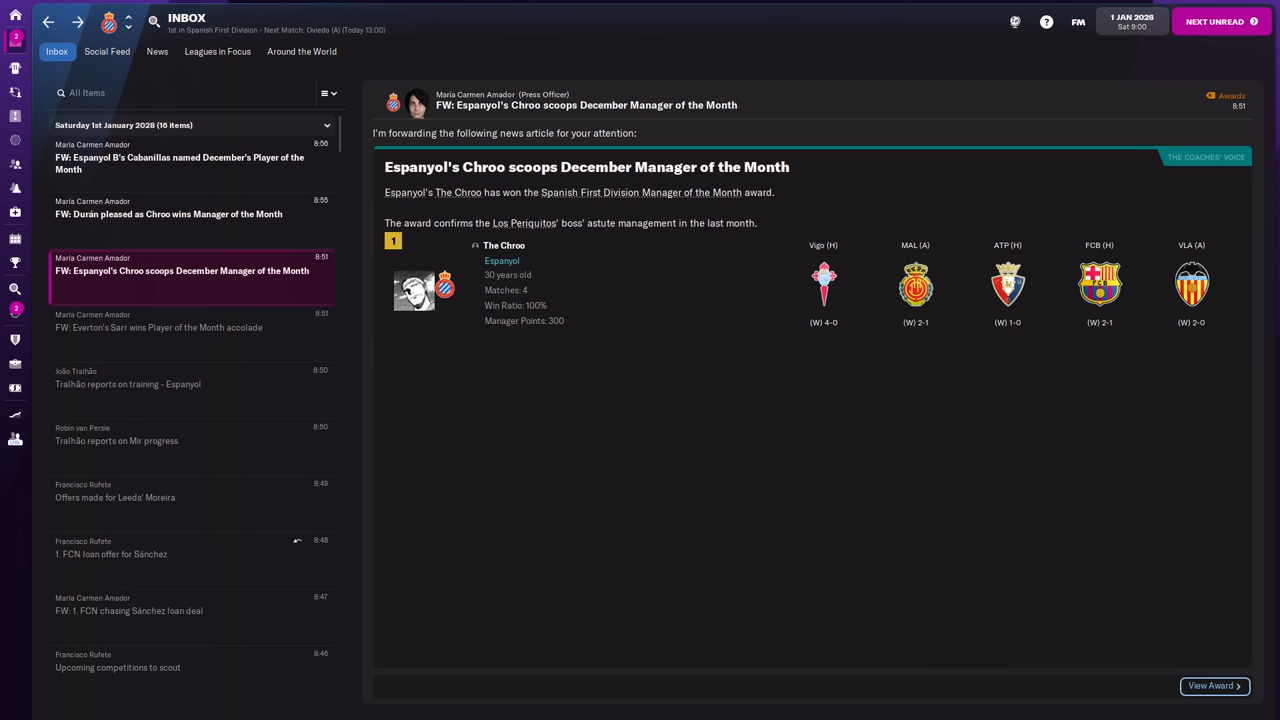 INBOX
1st in Spanish First Division - Next Match: Oviedo (A) (Today 13:00)
FM
1 JAN 2028
Sat 9:00
NEXT UNREAD
2
Inbox
Social Feed
News
Leagues in Focus
Around the World
All Items
Saturday 1st January 2028 (16 items)
María Carmen Amador
8:56
FW: Espanyol B's Cabanillas named December's Player of the
Month
María Carmen Amador
8:55
FW: Durán pleased as Chroo wins Manager of the Month
María Carmen Amador
8:51
FW: Espanyol's Chroo scoops December Manager of the Month
María Carmen Amador
8:51
FW: Everton's Sarr wins Player of the Month accolade
João Tralhão
8:50
Tralhão reports on training - Espanyol
Robin van Persie
8:50
Tralhão reports on Mir progress
Francisco Rufete
8:49
Offers made for Leeds' Moreira
Francisco Rufete
8:48
1. FCN loan offer for Sánchez
María Carmen Amador
8:47
FW: 1. FCN chasing Sánchez loan deal
Francisco Rufete
8:46
Upcoming competitions to scout
2
María Carmen Amador (Press Officer)
FW: Espanyol's Chroo scoops December Manager of the Month
Awards
8:51
I'm forwarding the following news article for your attention:
THE COACHES' VOICE
Espanyol's Chroo scoops December Manager of the Month
Espanyol's The Chroo has won the Spanish First Division Manager of the Month award.
The award confirms the Los Periquitos' boss' astute management in the last month.
1
The Chroo
Espanyol
30 years old
Matches: 4
Win Ratio: 100%
Manager Points: 300
Vigo (H)
MAL (A)
ATP (H)
FCB (H)
VLA (A)
(W) 4-0
(W) 2-1
(W) 1-0
(W) 2-1
(W) 2-0
View Award